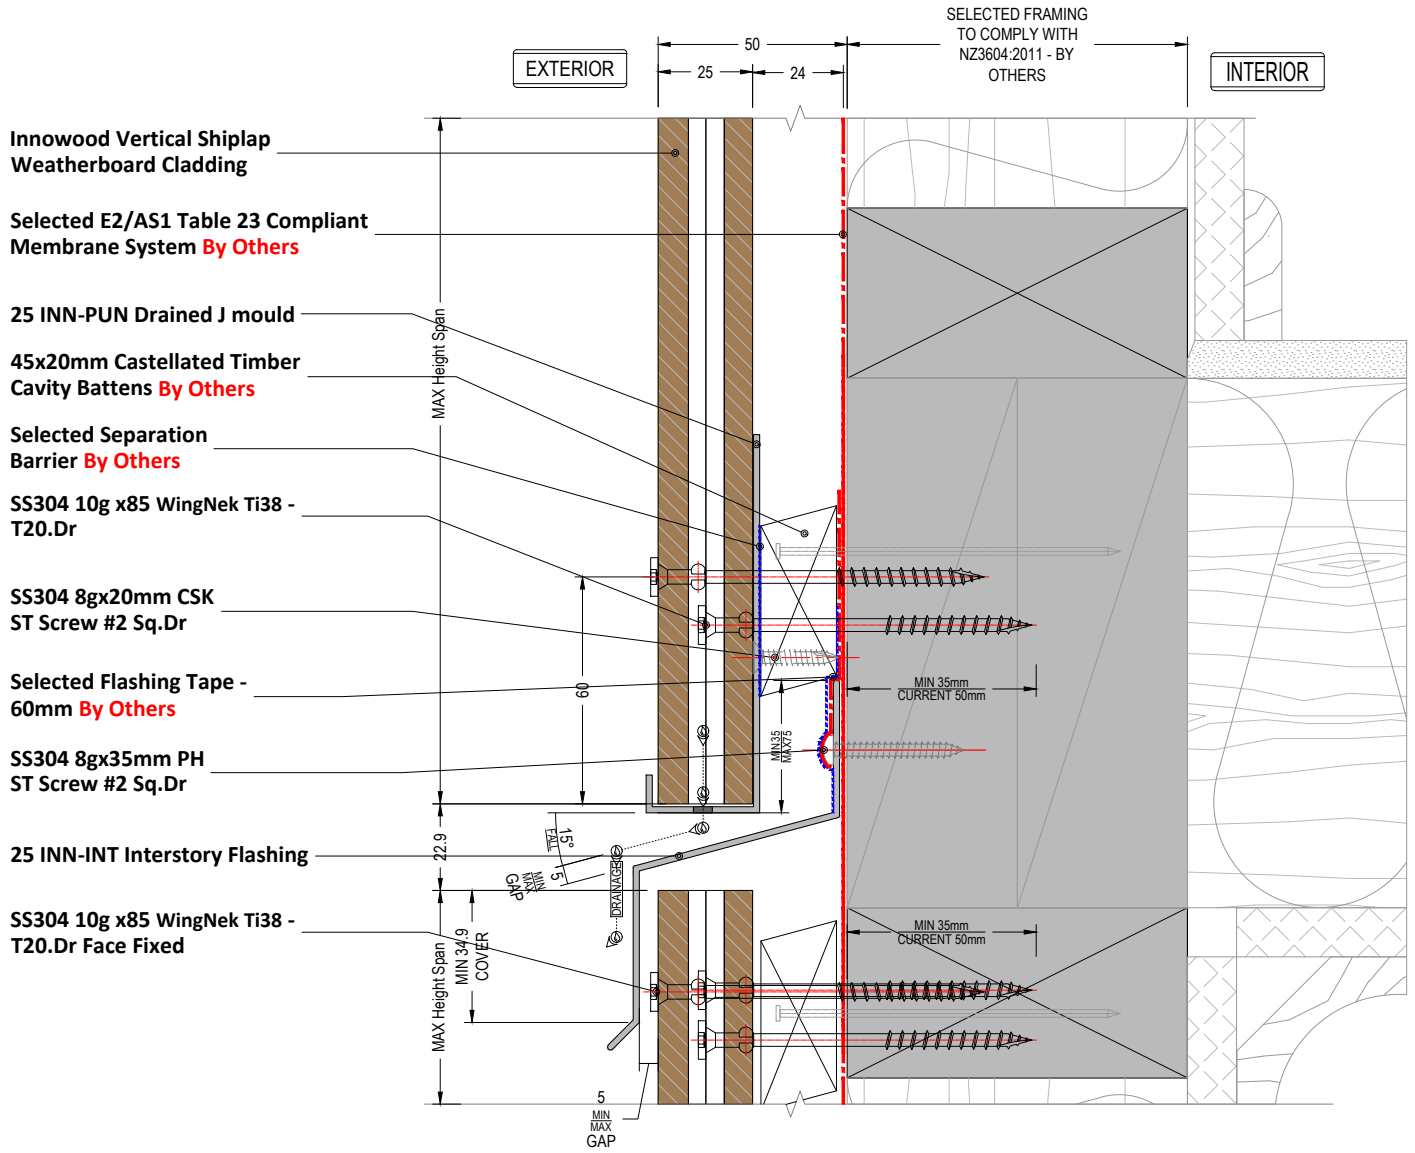 SELECTED FRAMING
TO COMPLY WITH
NZ3604:2011 - BY
OTHERS
50
EXTERIOR
25
24
INTERIOR
Innowood Vertical Shiplap
Weatherboard Cladding
Selected E2/AS1 Table 23 Compliant
Membrane System By Others
25 INN-PUN Drained J mould
45x20mm Castellated Timber
Cavity Battens By Others
Selected Separation
Barrier By Others
SS304 10g x85 WingNek Ti38 -
T20.Dr
SS304 8gx20mm CSK
ST Screw #2 Sq.Dr
Selected Flashing Tape -
60mm By Others
SS304 8gx35mm PH
ST Screw #2 Sq.Dr
25 INN-INT Interstory Flashing
SS304 10g x85 WingNek Ti38 -
T20.Dr Face Fixed
MAX Height Span
60
MIN 35mm
CURRENT 50mm
MIN35
MAX75
22.9
15°
FALL
5
MIN
MAX
GAP
DRAINAGE
MIN 34.9
COVER
MAX Height Span
MIN 35mm
CURRENT 50mm
5
MIN
MAX
GAP